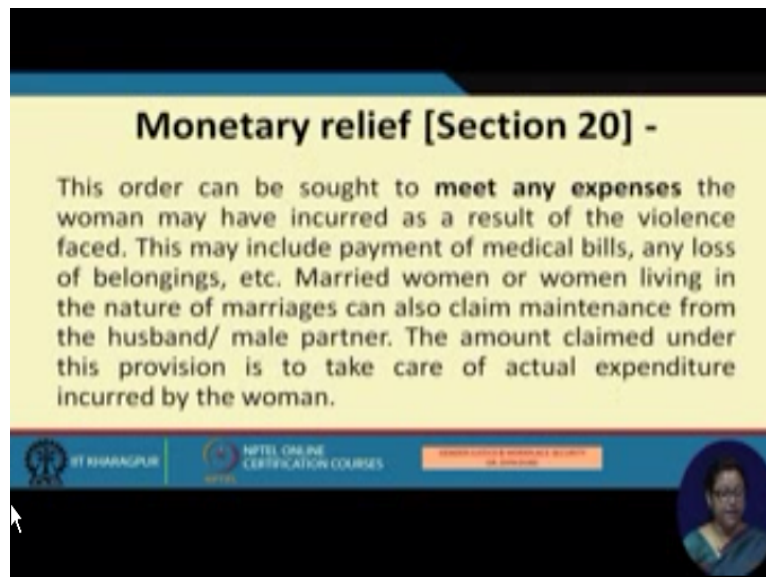 Monetary relief [Section 20] -
This order can be sought to meet any expenses the
woman may have incurred as a result of the violence
faced. This may include payment of medical bills, any loss
of belongings, etc. Married women or women living in
the nature of marriages can also claim maintenance from
the husband/ male partner. The amount claimed under
this provision is to take care of actual expenditure
incurred by the woman.
IIT KHARAGPUR
NPTEL ONLINE
CERTIFICATION COURSES
NPTEL